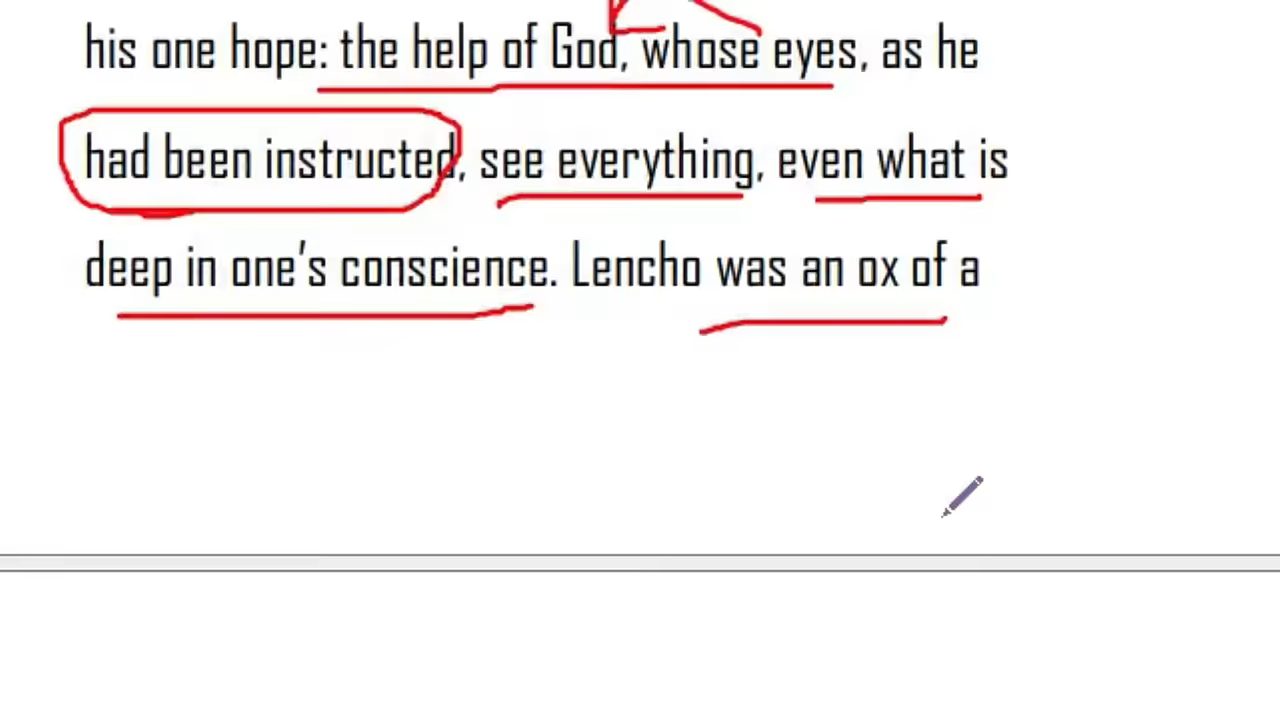 his one hope: the help of God, whose eyes, as he
had been instructed, see everything, even what is
deep in one's conscience. Lencho was an ox of a